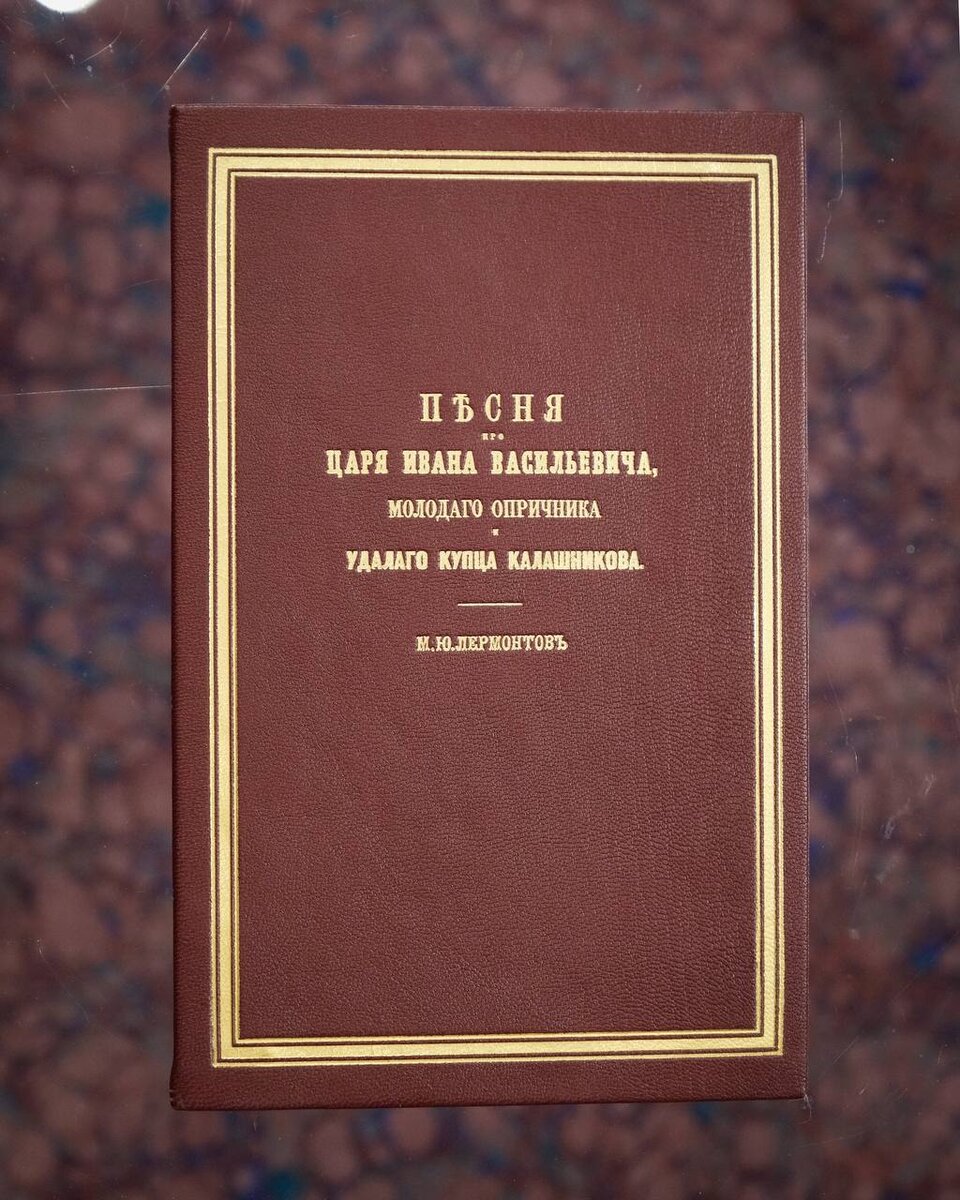 ПѢСНЯ
про
ЦАРЯ ИВАНА ВАСИЛЬЕВИЧА,
МОЛОДАГО ОПРИЧНИКА
и
УДАЛАГО КУПЦА КАЛАШНИКОВА.
М.Ю.ЛЕРМОНТОВЪ